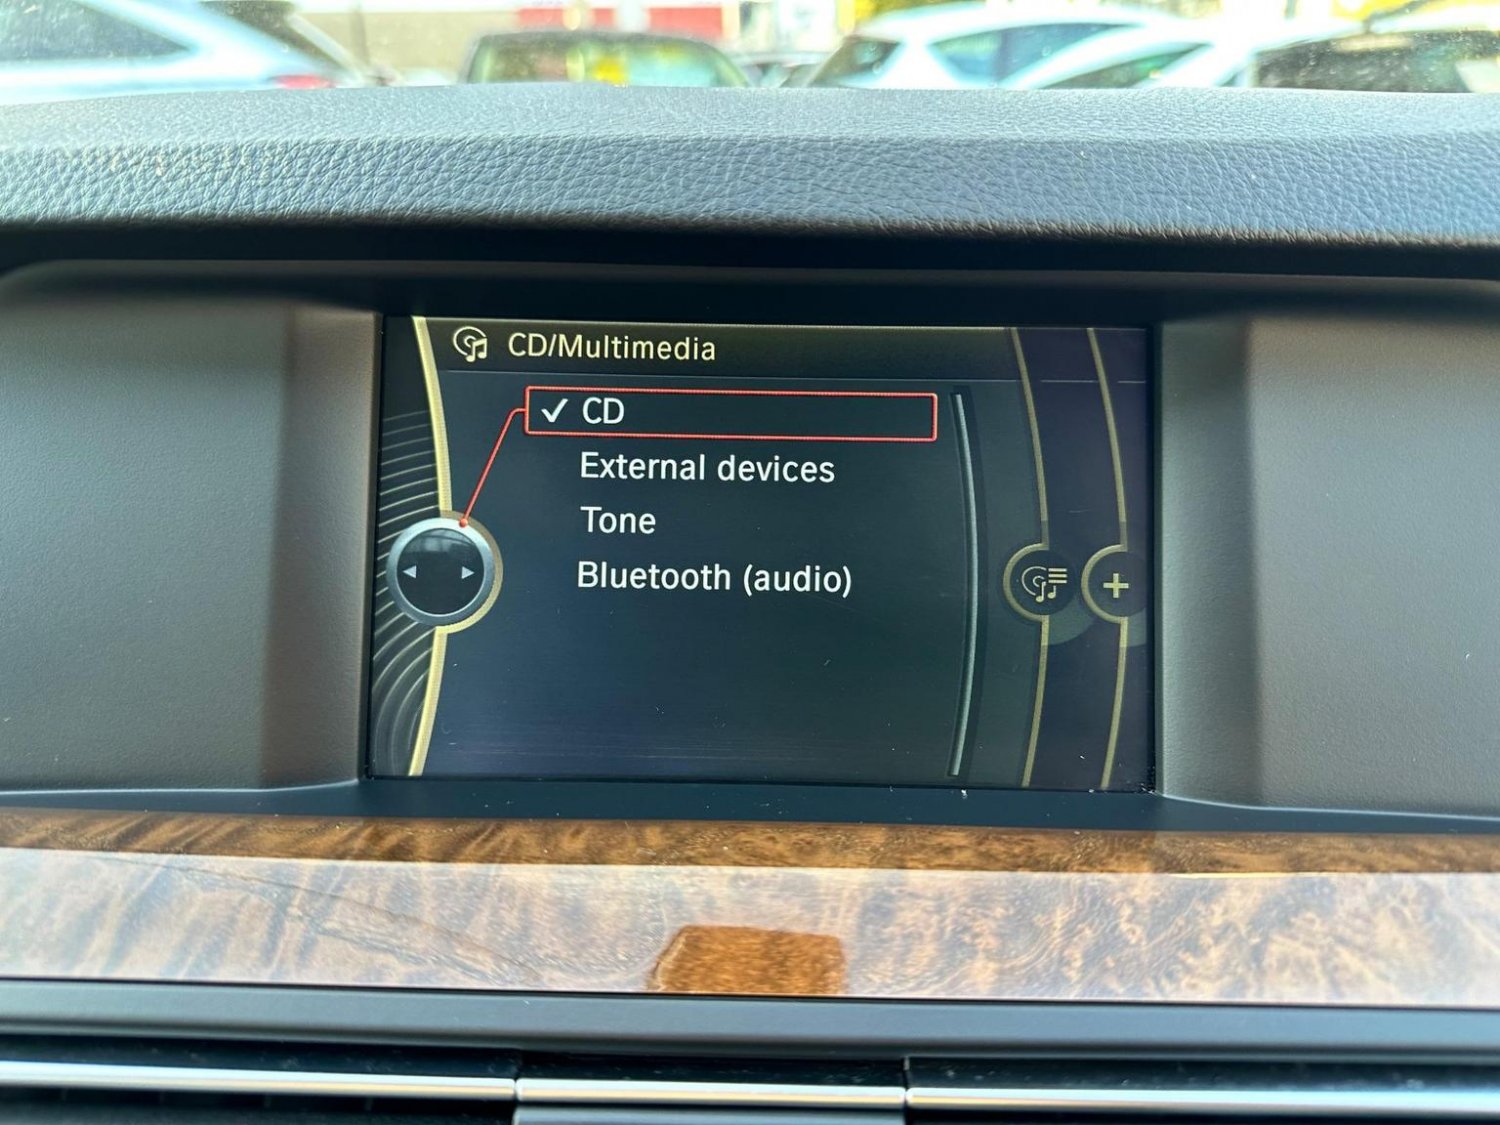 CD/Multimedia
CD
External devices
Tone
Bluetooth (audio)